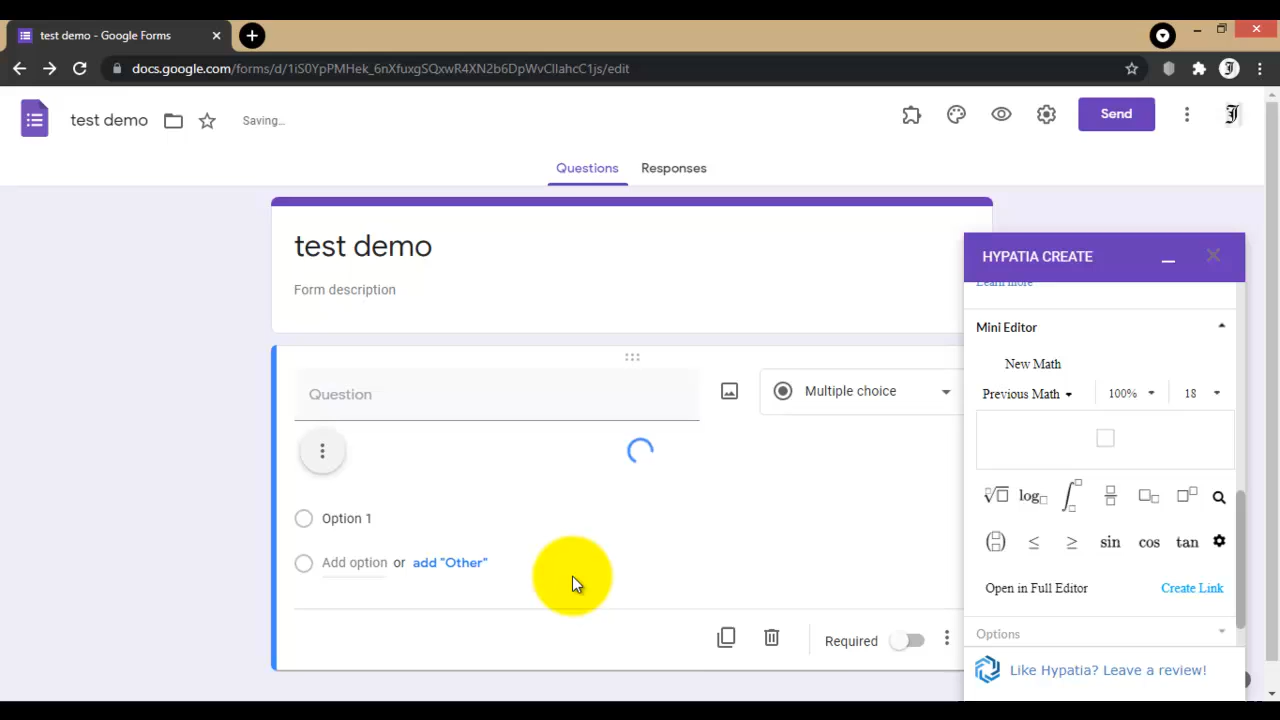 test demo - Google Forms
docs.google.com/forms/d/1iS0YpPMHek_6nXfuxgSQxwR4XN2b6DpWvCllahcC1js/edit
test demo
Saving...
Send
Questions
Responses
test demo
Form description
HYPATIA CREATE
Learn more
Mini Editor
New Math
Previous Math
100%
18
Question
Multiple choice
log
Option 1
≤ ≥ sin cos tan
Add option or add "Other"
Open in Full Editor
Create Link
Required
Options
Like Hypatia? Leave a review!